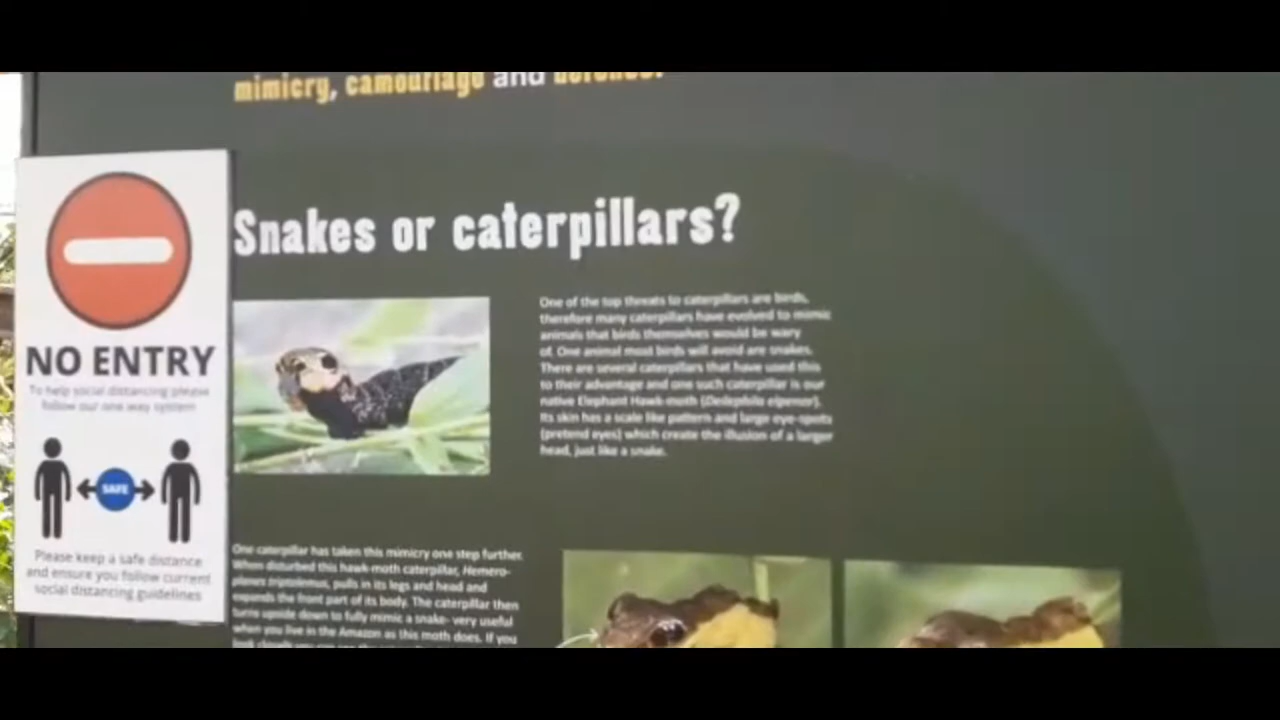 mimicry, camouflage and defence.
Snakes or caterpillars?
NO ENTRY
To help social distancing please
follow our one way system
SAFE
Please keep a safe distance
and ensure you follow current
social distancing guidelines
One of the top threats to caterpillars are birds,
therefore many caterpillars have evolved to mimic
animals that birds themselves would be wary
of. One animal most birds will avoid are snakes.
There are several caterpillars that have used this
to their advantage and one such caterpillar is our
native Elephant Hawk-moth (Deilephila elpenor).
Its skin has a scale like pattern and large eye-spots
(pretend eyes) which create the illusion of a larger
head, just like a snake.
One caterpillar has taken this mimicry one step further.
When disturbed this hawk-moth caterpillar, Hemero-
planes triptolemus, pulls in its legs and head and
expands the front part of its body. The caterpillar then
turns upside down to fully mimic a snake- very useful
when you live in the Amazon as this moth does. If you